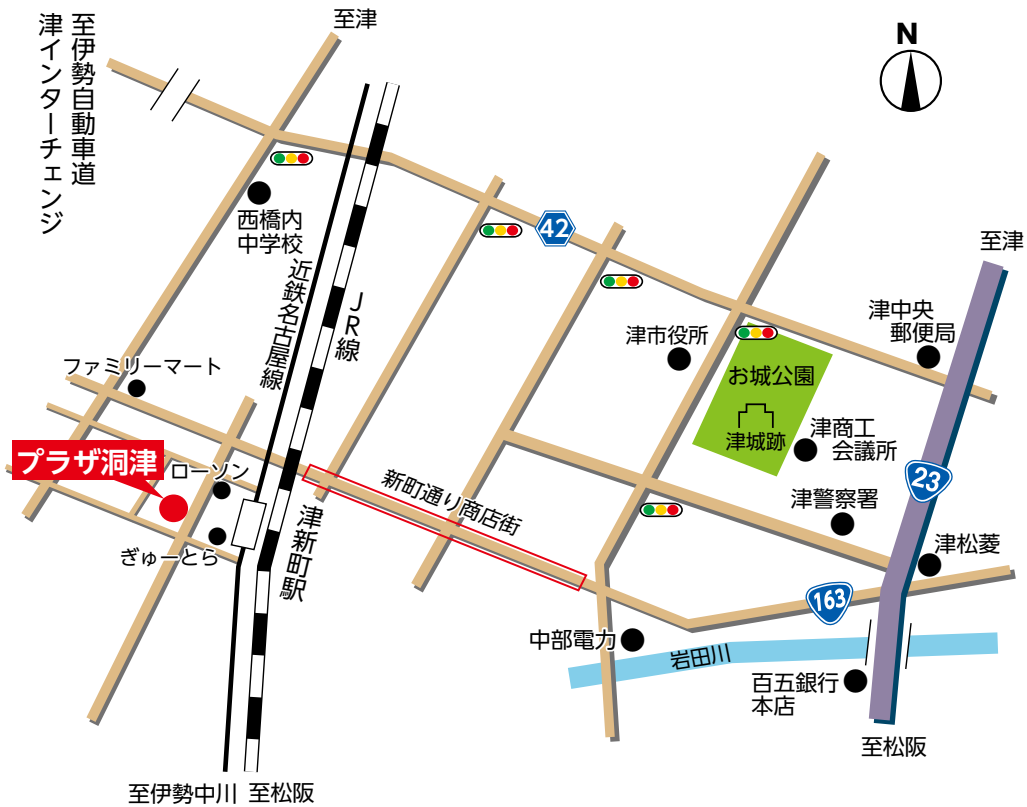 至伊勢自動車道
津インターチェンジ
至津
N
西橋内
中学校
近鉄名古屋線
JR線
42
至津
津中央
郵便局
津市役所
お城公園
津城跡
津商工
会議所
ファミリーマート
プラザ洞津
ローソン
ぎゅーとら
津新町駅
新町通り商店街
23
津警察署
津松菱
163
中部電力
岩田川
百五銀行
本店
至松阪
至伊勢中川
至松阪